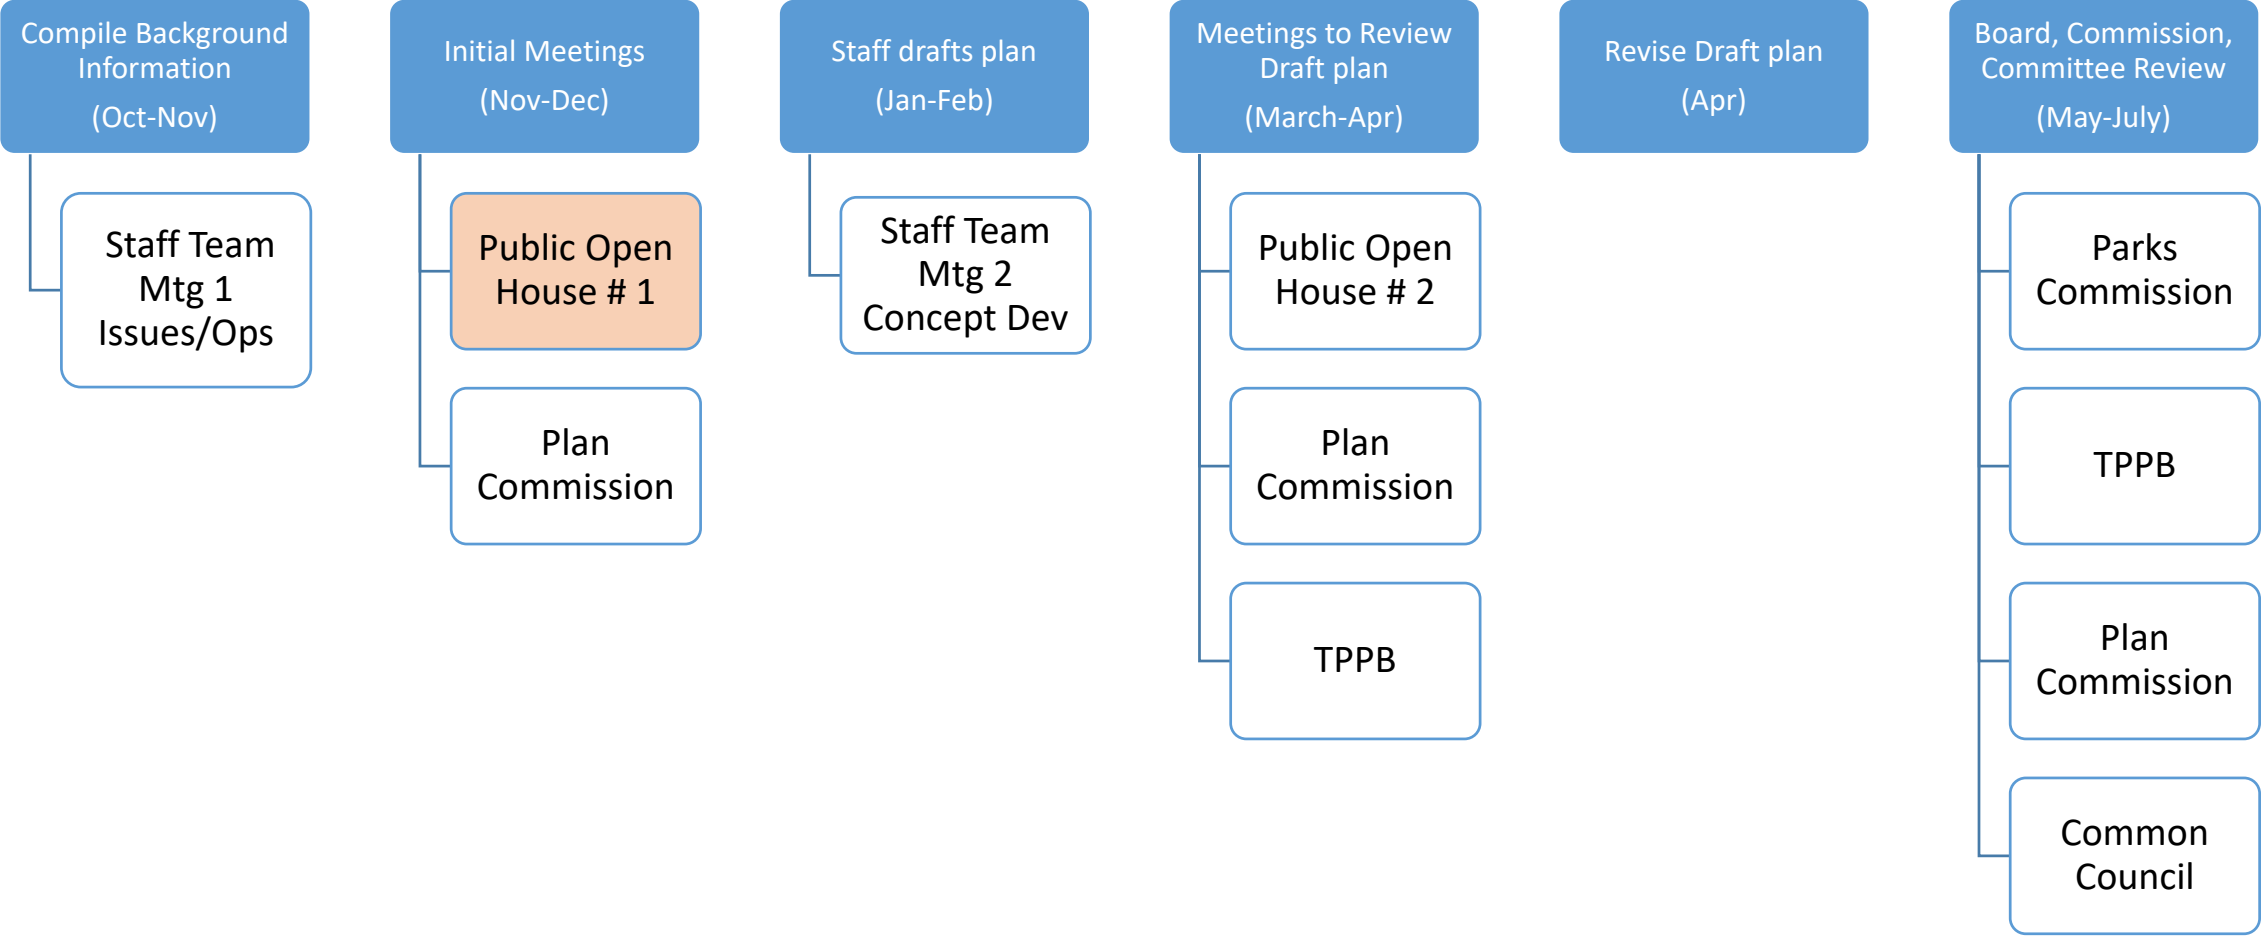 Compile Background
Information
(Oct-Nov)
Staff Team
Mtg 1
Issues/Ops
Initial Meetings
(Nov-Dec)
Public Open
House # 1
Plan
Commission
Staff drafts plan
(Jan-Feb)
Staff Team
Mtg 2
Concept Dev
Meetings to Review
Draft plan
(March-Apr)
Public Open
House # 2
Plan
Commission
TPPB
Revise Draft plan
(Apr)
Board, Commission,
Committee Review
(May-July)
Parks
Commission
TPPB
Plan
Commission
Common
Council